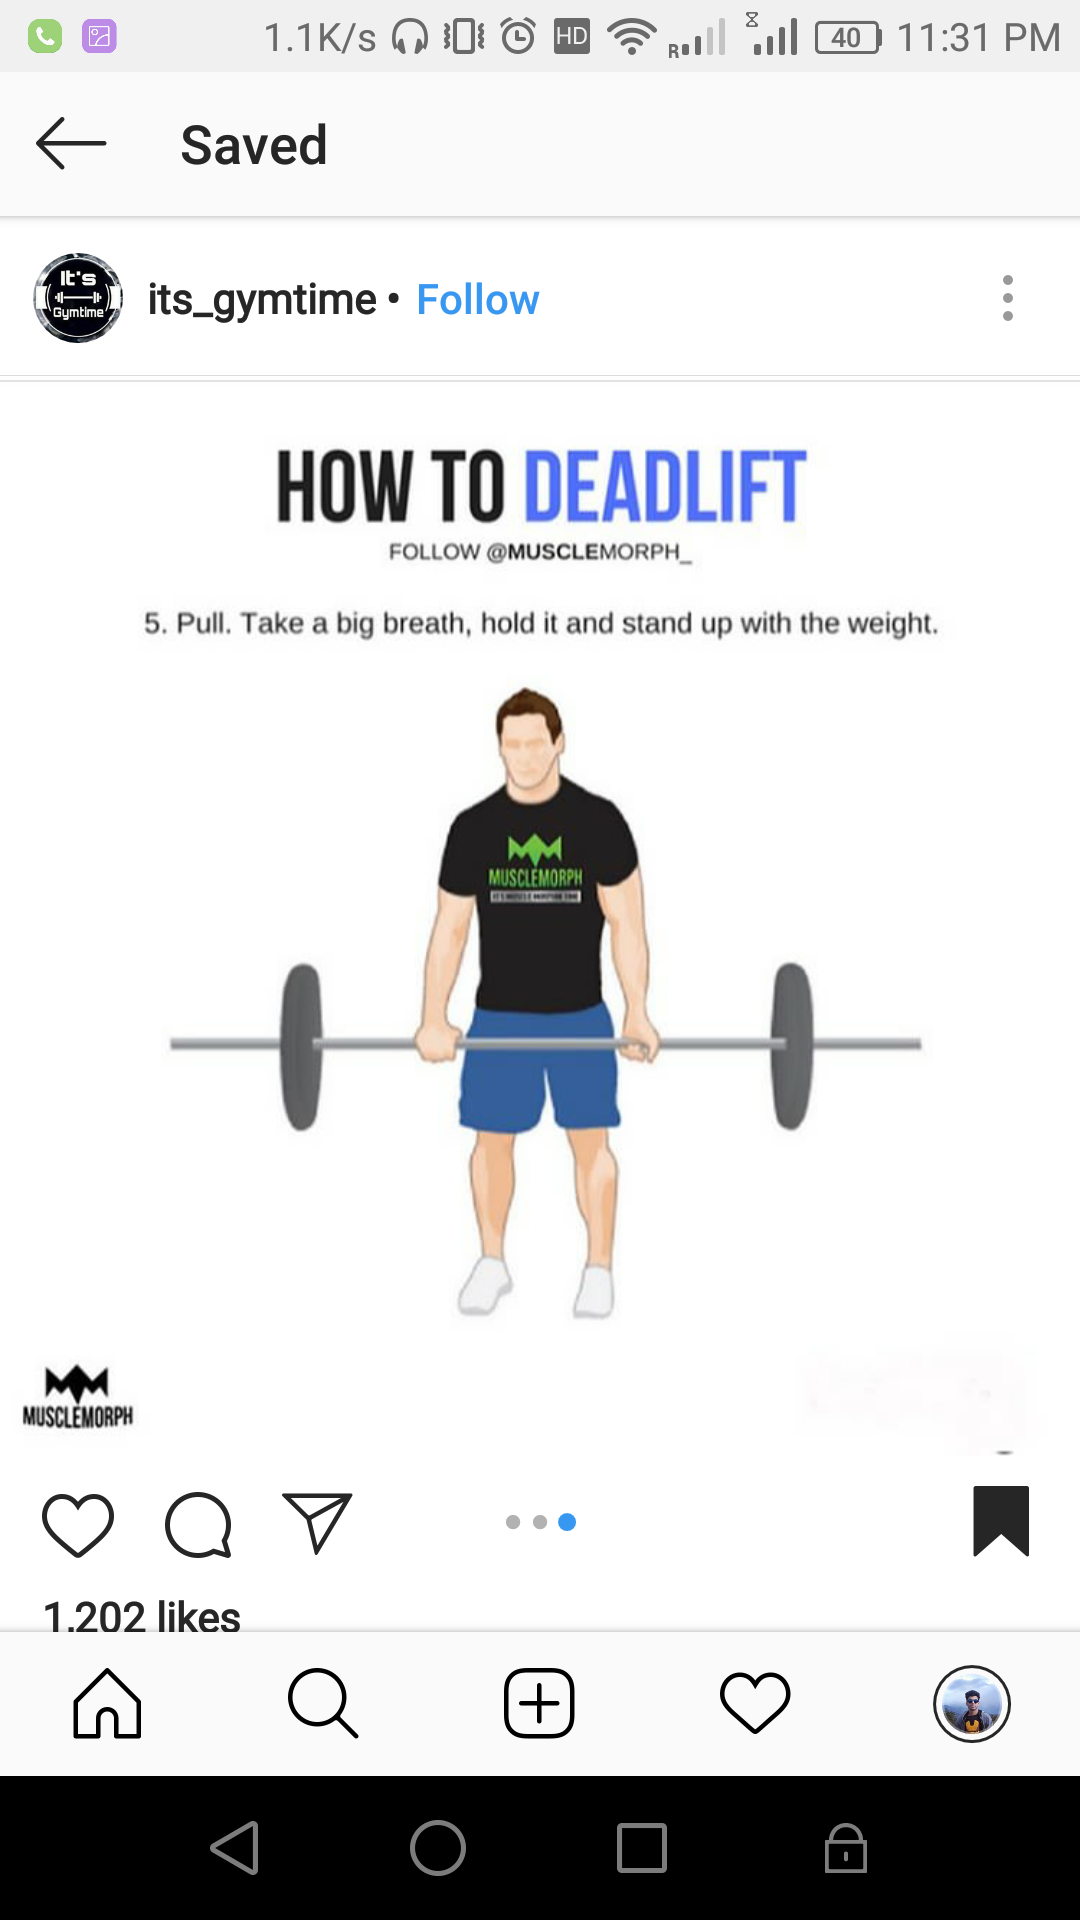 1.1K/s HD R 40 11:31 PM
Saved
It's
Gymtime
its_gymtime • Follow
HOW TO DEADLIFT
FOLLOW @MUSCLEMORPH_
5. Pull. Take a big breath, hold it and stand up with the weight.
MUSCLEMORPH
MUSCLEMORPH
1,202 likes